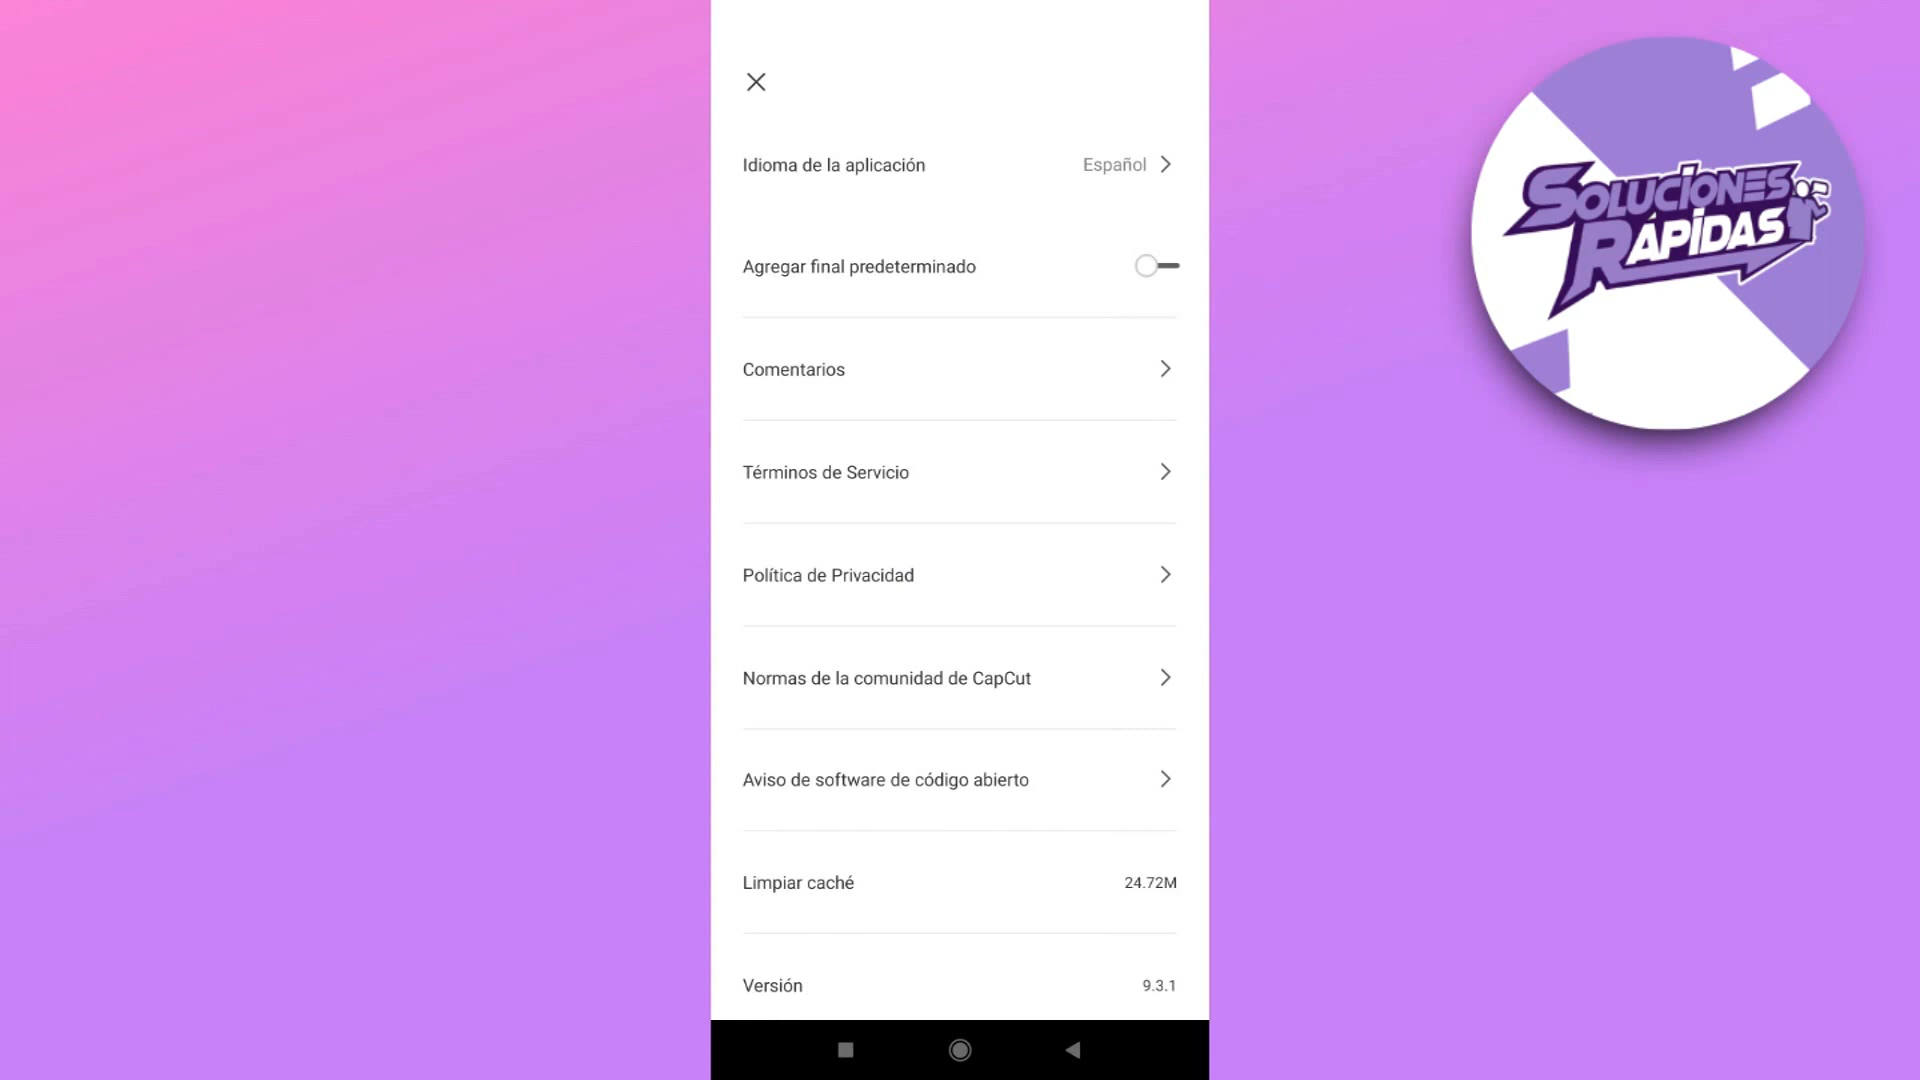 Idioma de la aplicación Español
Agregar final predeterminado
Comentarios
Términos de Servicio
Política de Privacidad
Normas de la comunidad de CapCut
Aviso de software de código abierto
Limpiar caché 24.72M
Versión 9.3.1
SOLUCIONES
RÁPIDAS